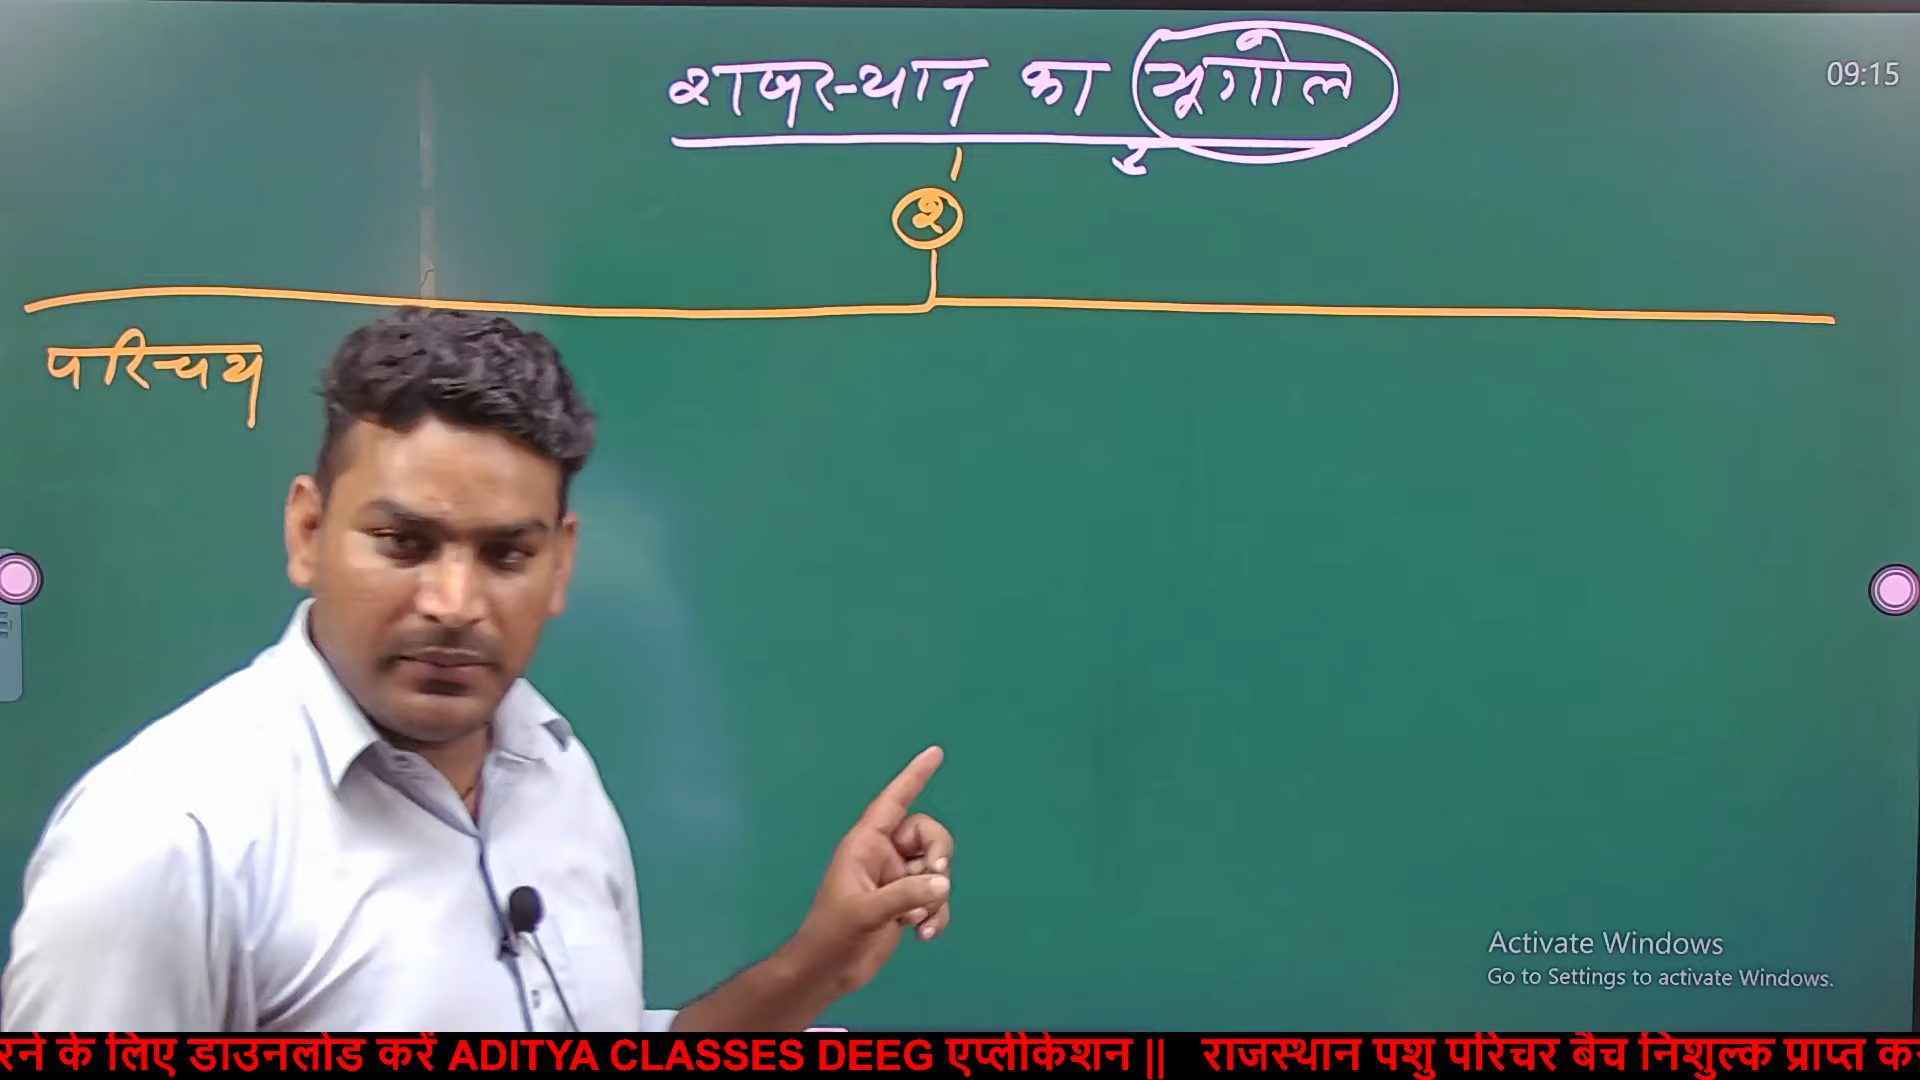 राजस्थान का भूगोल
09:15
परिचय
Activate Windows
Go to Settings to activate Windows.
रने के लिए डाउनलोड करें ADITYA CLASSES DEEG एप्लीकेशन || राजस्थान पशु परिचर बैच निशुल्क प्राप्त क